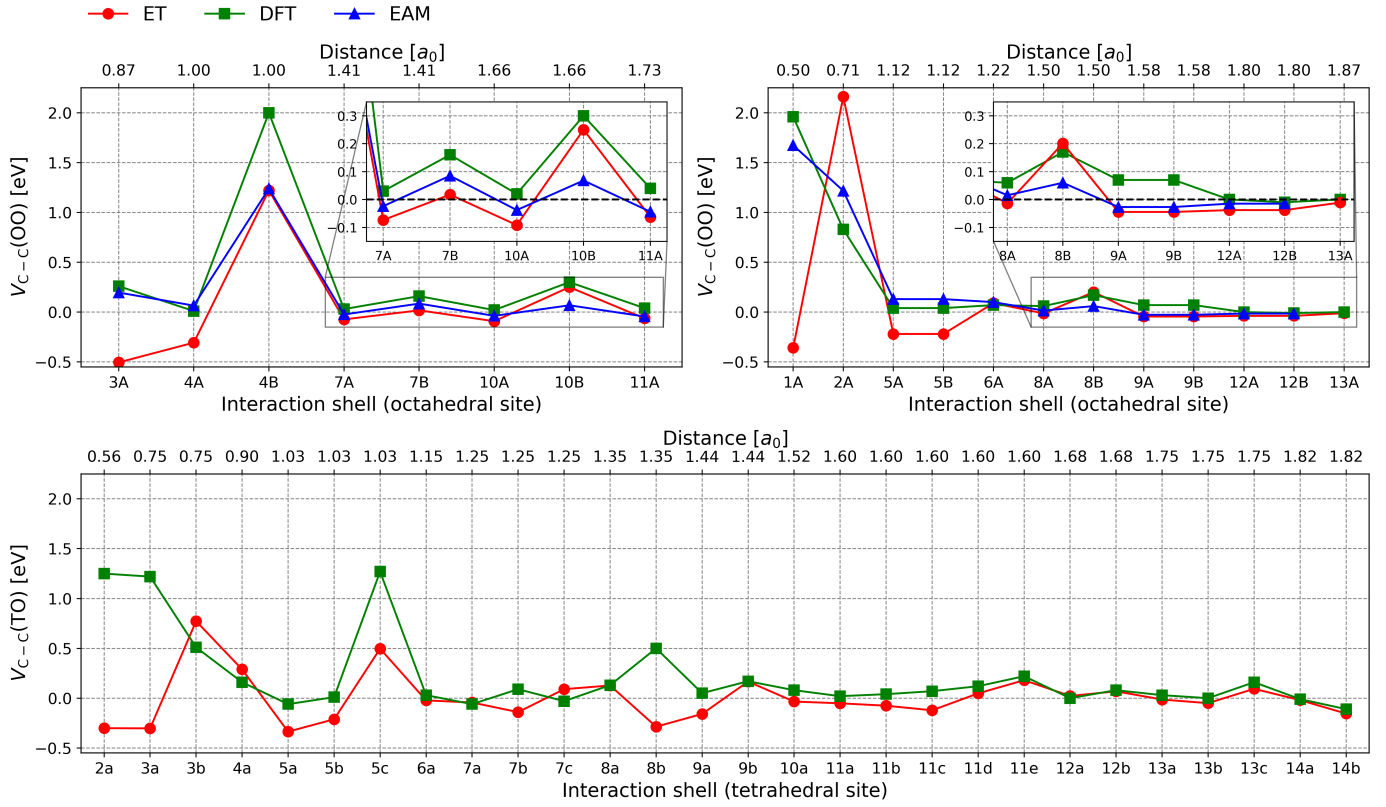 ET DFT EAM
Distance [a₀]
0.87 1.00 1.00 1.41 1.41 1.66 1.66 1.73
2.0
1.5
1.0
0.5
0.0
−0.5
V_C−C(OO) [eV]
0.3
0.2
0.1
0.0
−0.1
7A 7B 10A 10B 11A
3A 4A 4B 7A 7B 10A 10B 11A
Interaction shell (octahedral site)
Distance [a₀]
0.50 0.71 1.12 1.12 1.22 1.50 1.50 1.58 1.58 1.80 1.80 1.87
2.0
1.5
1.0
0.5
0.0
−0.5
V_C−C(OO) [eV]
0.3
0.2
0.1
0.0
−0.1
8A 8B 9A 9B 12A 12B 13A
1A 2A 5A 5B 6A 8A 8B 9A 9B 12A 12B 13A
Interaction shell (octahedral site)
Distance [a₀]
0.56 0.75 0.75 0.90 1.03 1.03 1.03 1.15 1.25 1.25 1.25 1.35 1.35 1.44 1.44 1.52 1.60 1.60 1.60 1.60 1.60 1.68 1.68 1.75 1.75 1.75 1.82 1.82
2.0
1.5
1.0
0.5
0.0
−0.5
V_C−C(TO) [eV]
2a 3a 3b 4a 5a 5b 5c 6a 7a 7b 7c 8a 8b 9a 9b 10a 11a 11b 11c 11d 11e 12a 12b 13a 13b 13c 14a 14b
Interaction shell (tetrahedral site)